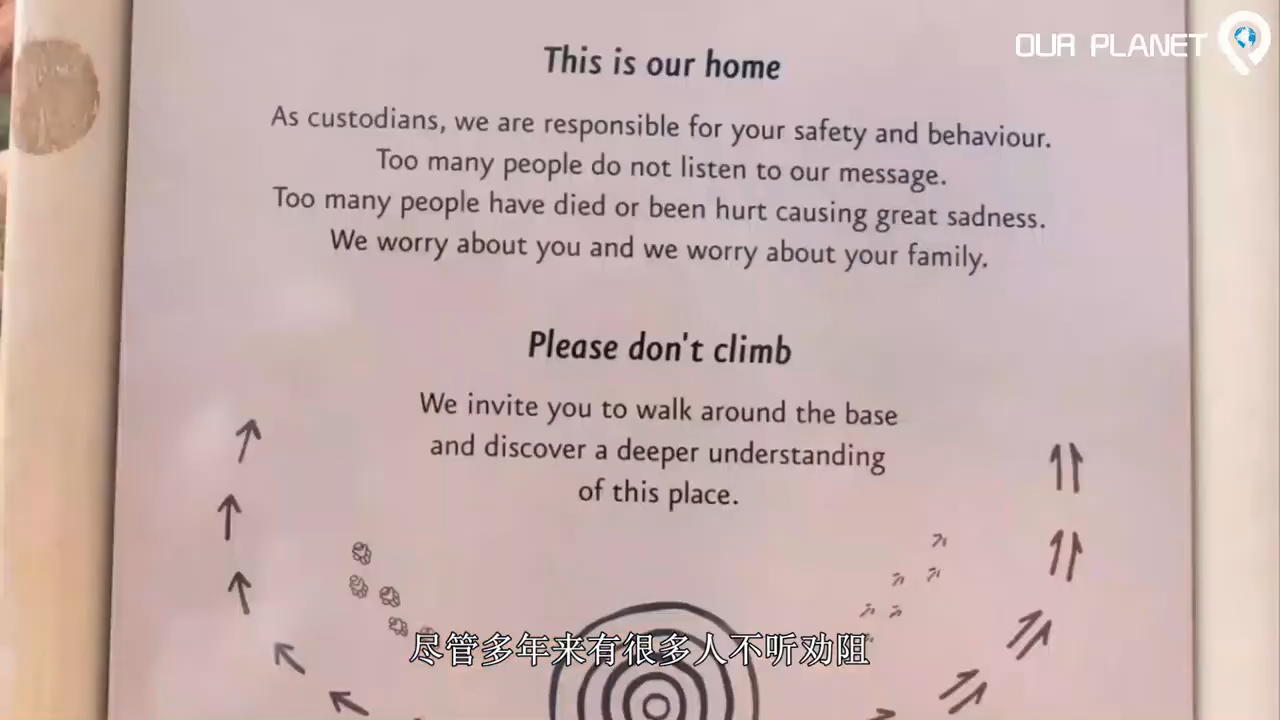 OUR PLANET
This is our home
As custodians, we are responsible for your safety and behaviour.
Too many people do not listen to our message.
Too many people have died or been hurt causing great sadness.
We worry about you and we worry about your family.
Please don't climb
We invite you to walk around the base
and discover a deeper understanding
of this place.
尽管多年来有很多人不听劝阻